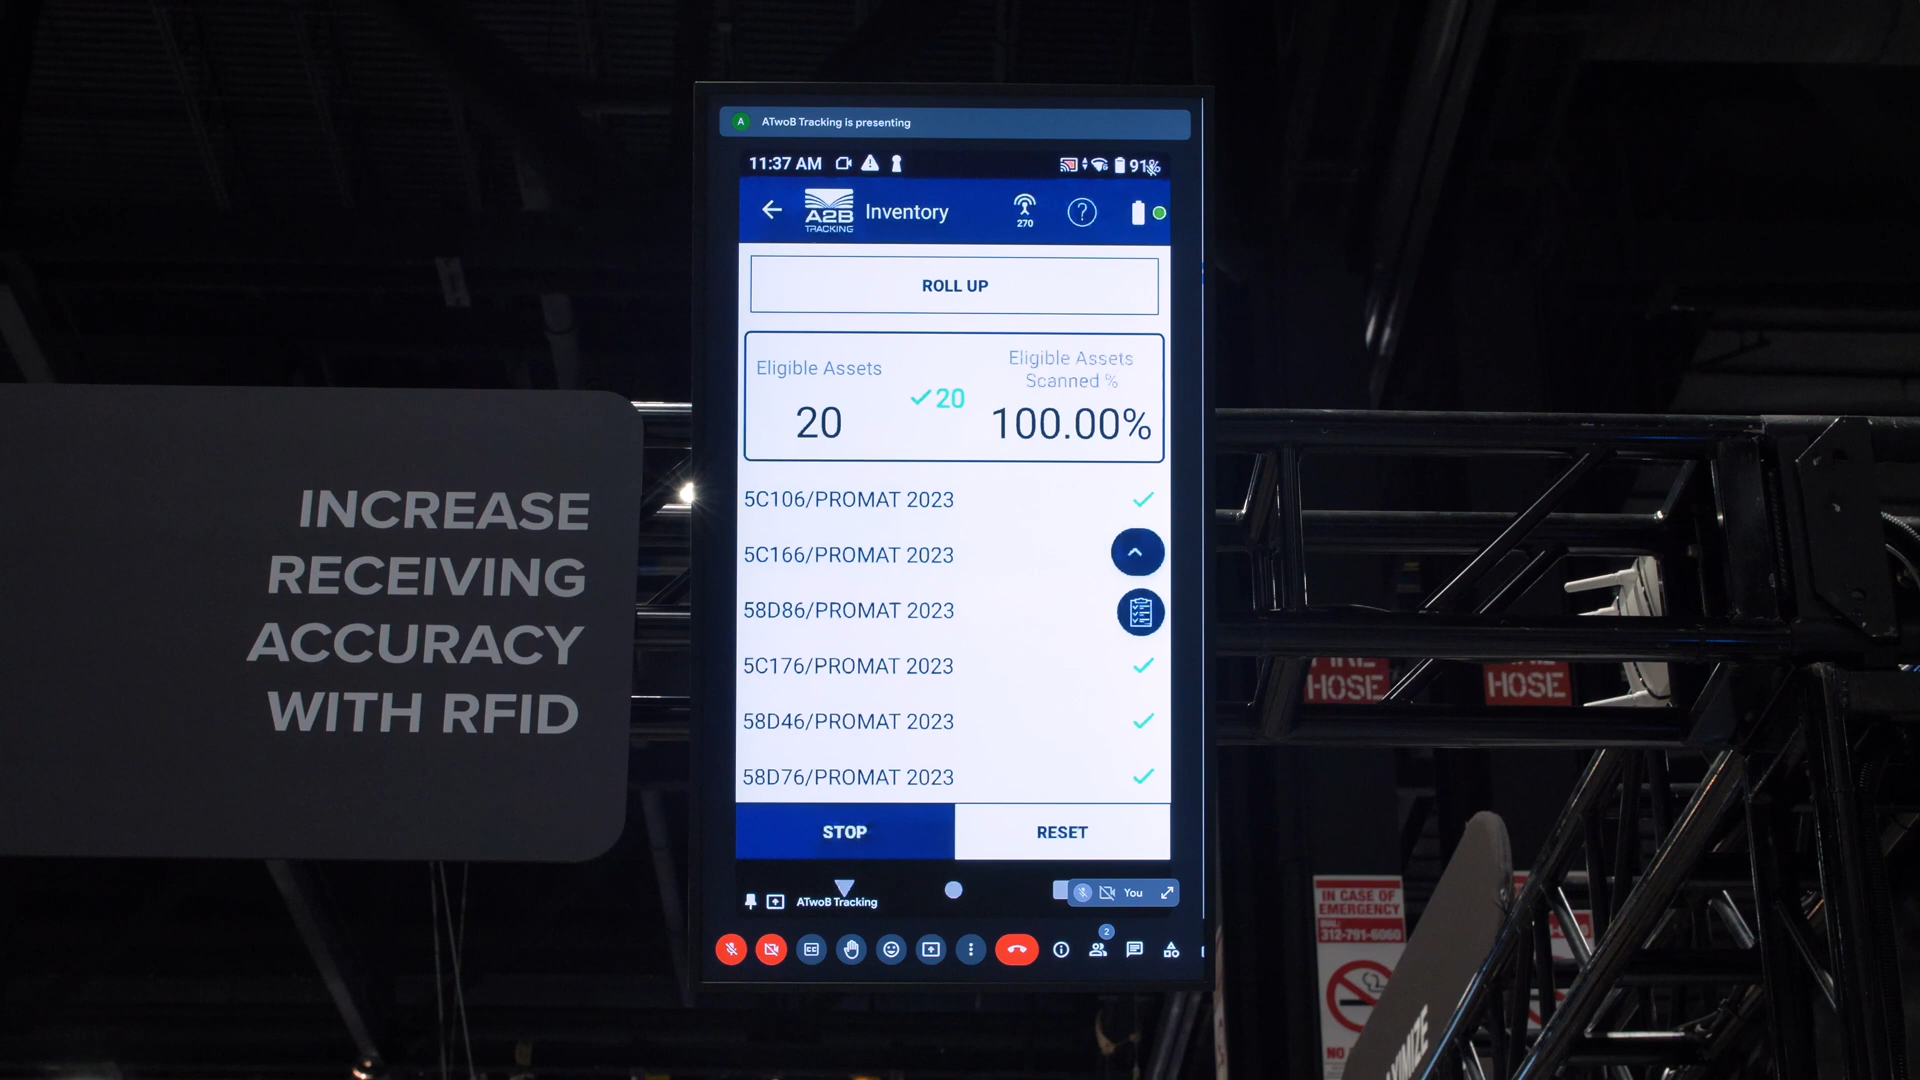 INCREASE
RECEIVING
ACCURACY
WITH RFID
A ATwoB Tracking is presenting
11:37 AM 91%
A2B
TRACKING
Inventory
270
?
ROLL UP
Eligible Assets
20
20
Eligible Assets
Scanned %
100.00%
5C106/PROMAT 2023
5C166/PROMAT 2023
58D86/PROMAT 2023
5C176/PROMAT 2023
58D46/PROMAT 2023
58D76/PROMAT 2023
STOP RESET
ATwoB Tracking
You
2
HOSE
HOSE
IN CASE OF
EMERGENCY
312-791-6060
NO